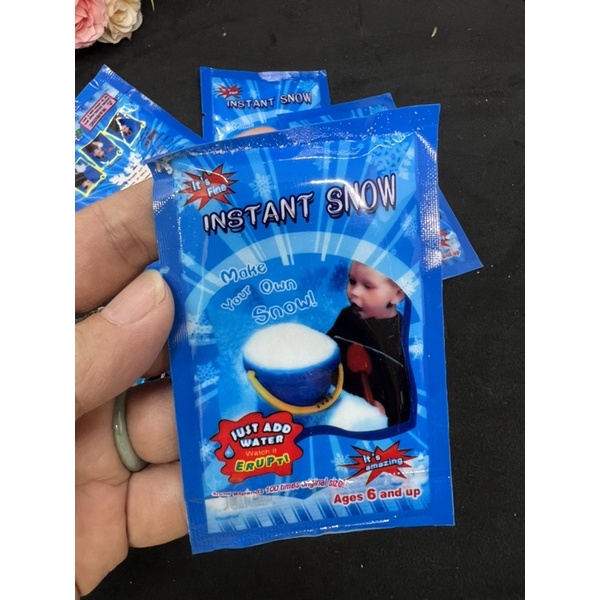 INSTANT SNOW
It's
Fine
INSTANT SNOW
Make
Your Own
Snow!
JUST ADD
WATER
Watch It
ERUPT!
It's
amazing
100 times original size!
Ages 6 and up